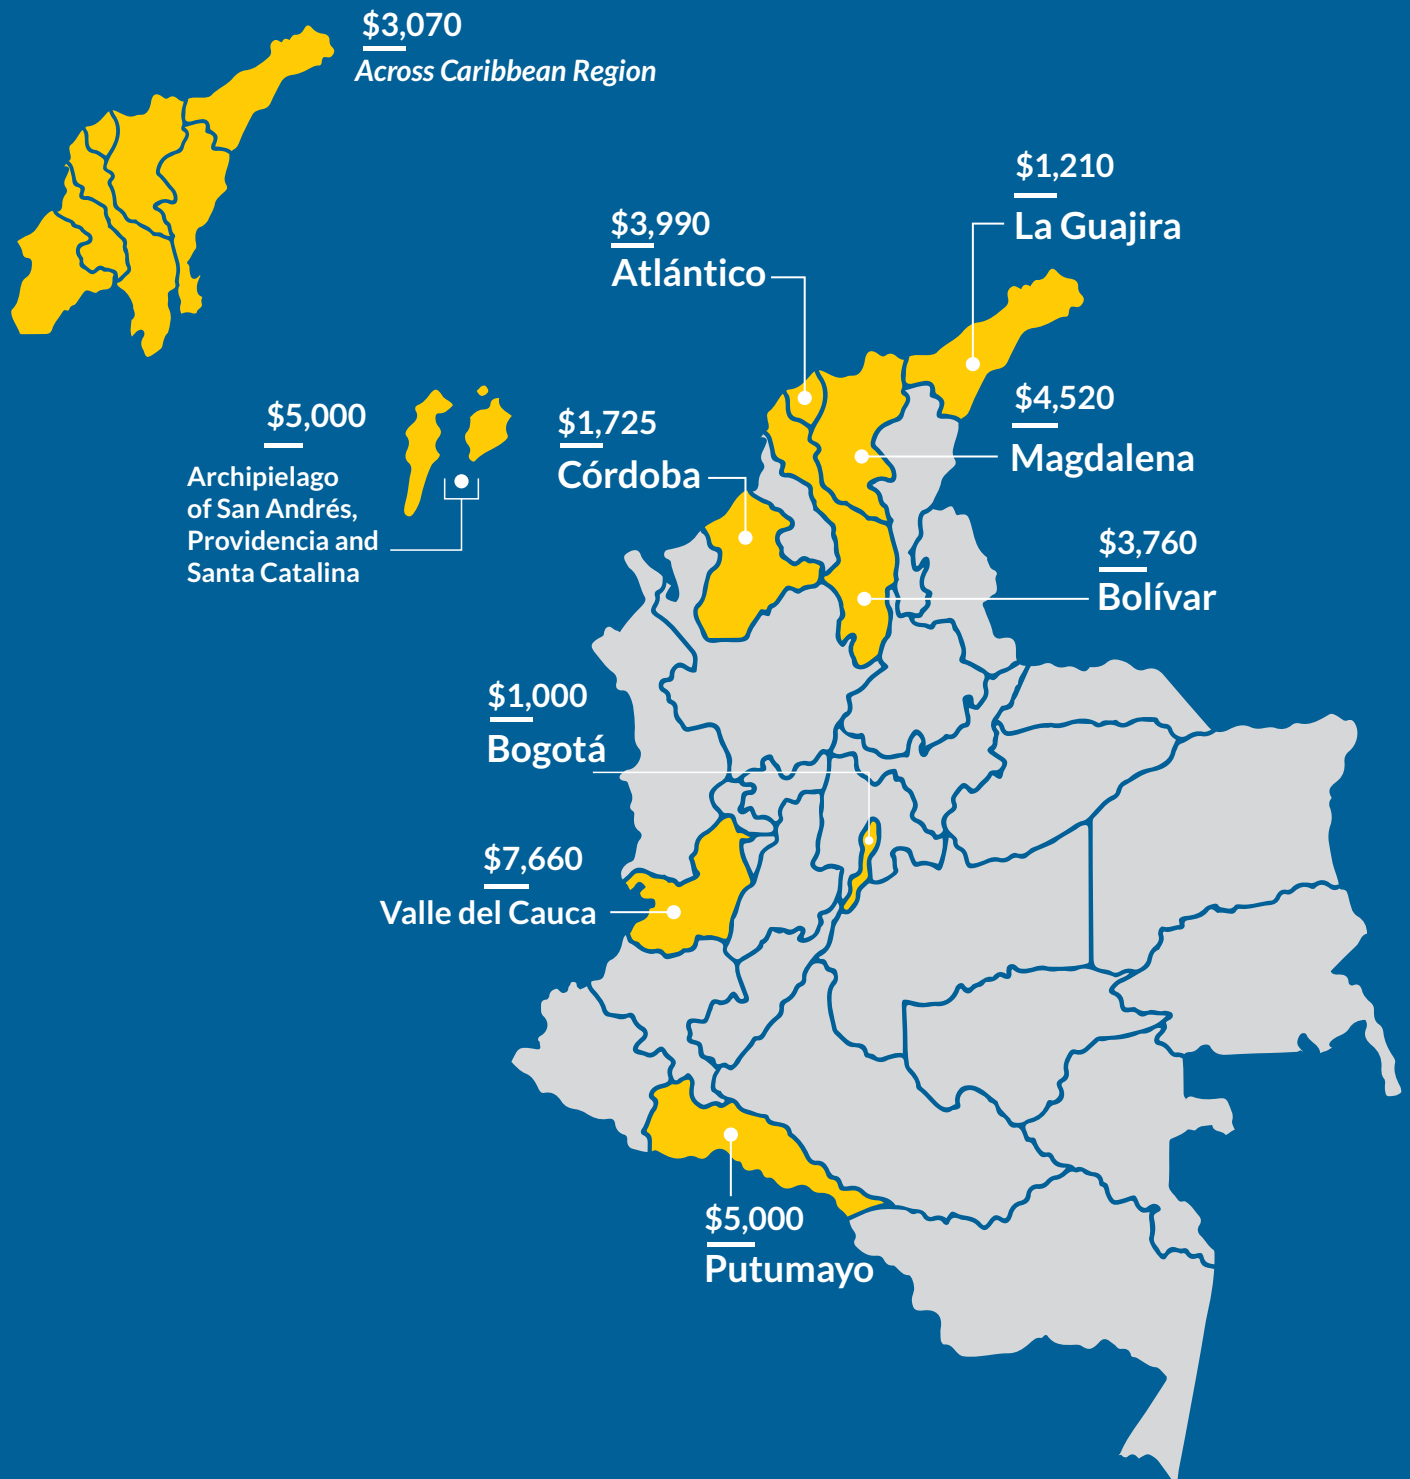 $3,070
Across Caribbean Region
$1,210
La Guajira
$3,990
Atlántico
$4,520
Magdalena
$5,000
Archipielago
of San Andrés,
Providencia and
Santa Catalina
$1,725
Córdoba
$3,760
Bolívar
$1,000
Bogotá
$7,660
Valle del Cauca
$5,000
Putumayo